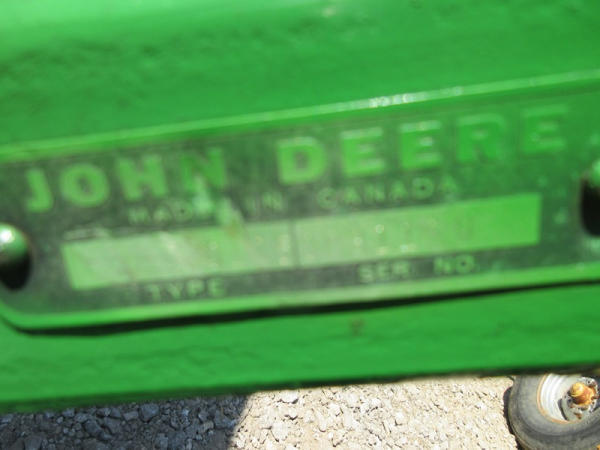 JOHN DEERE
MADE IN CANADA
TYPE SER NO.